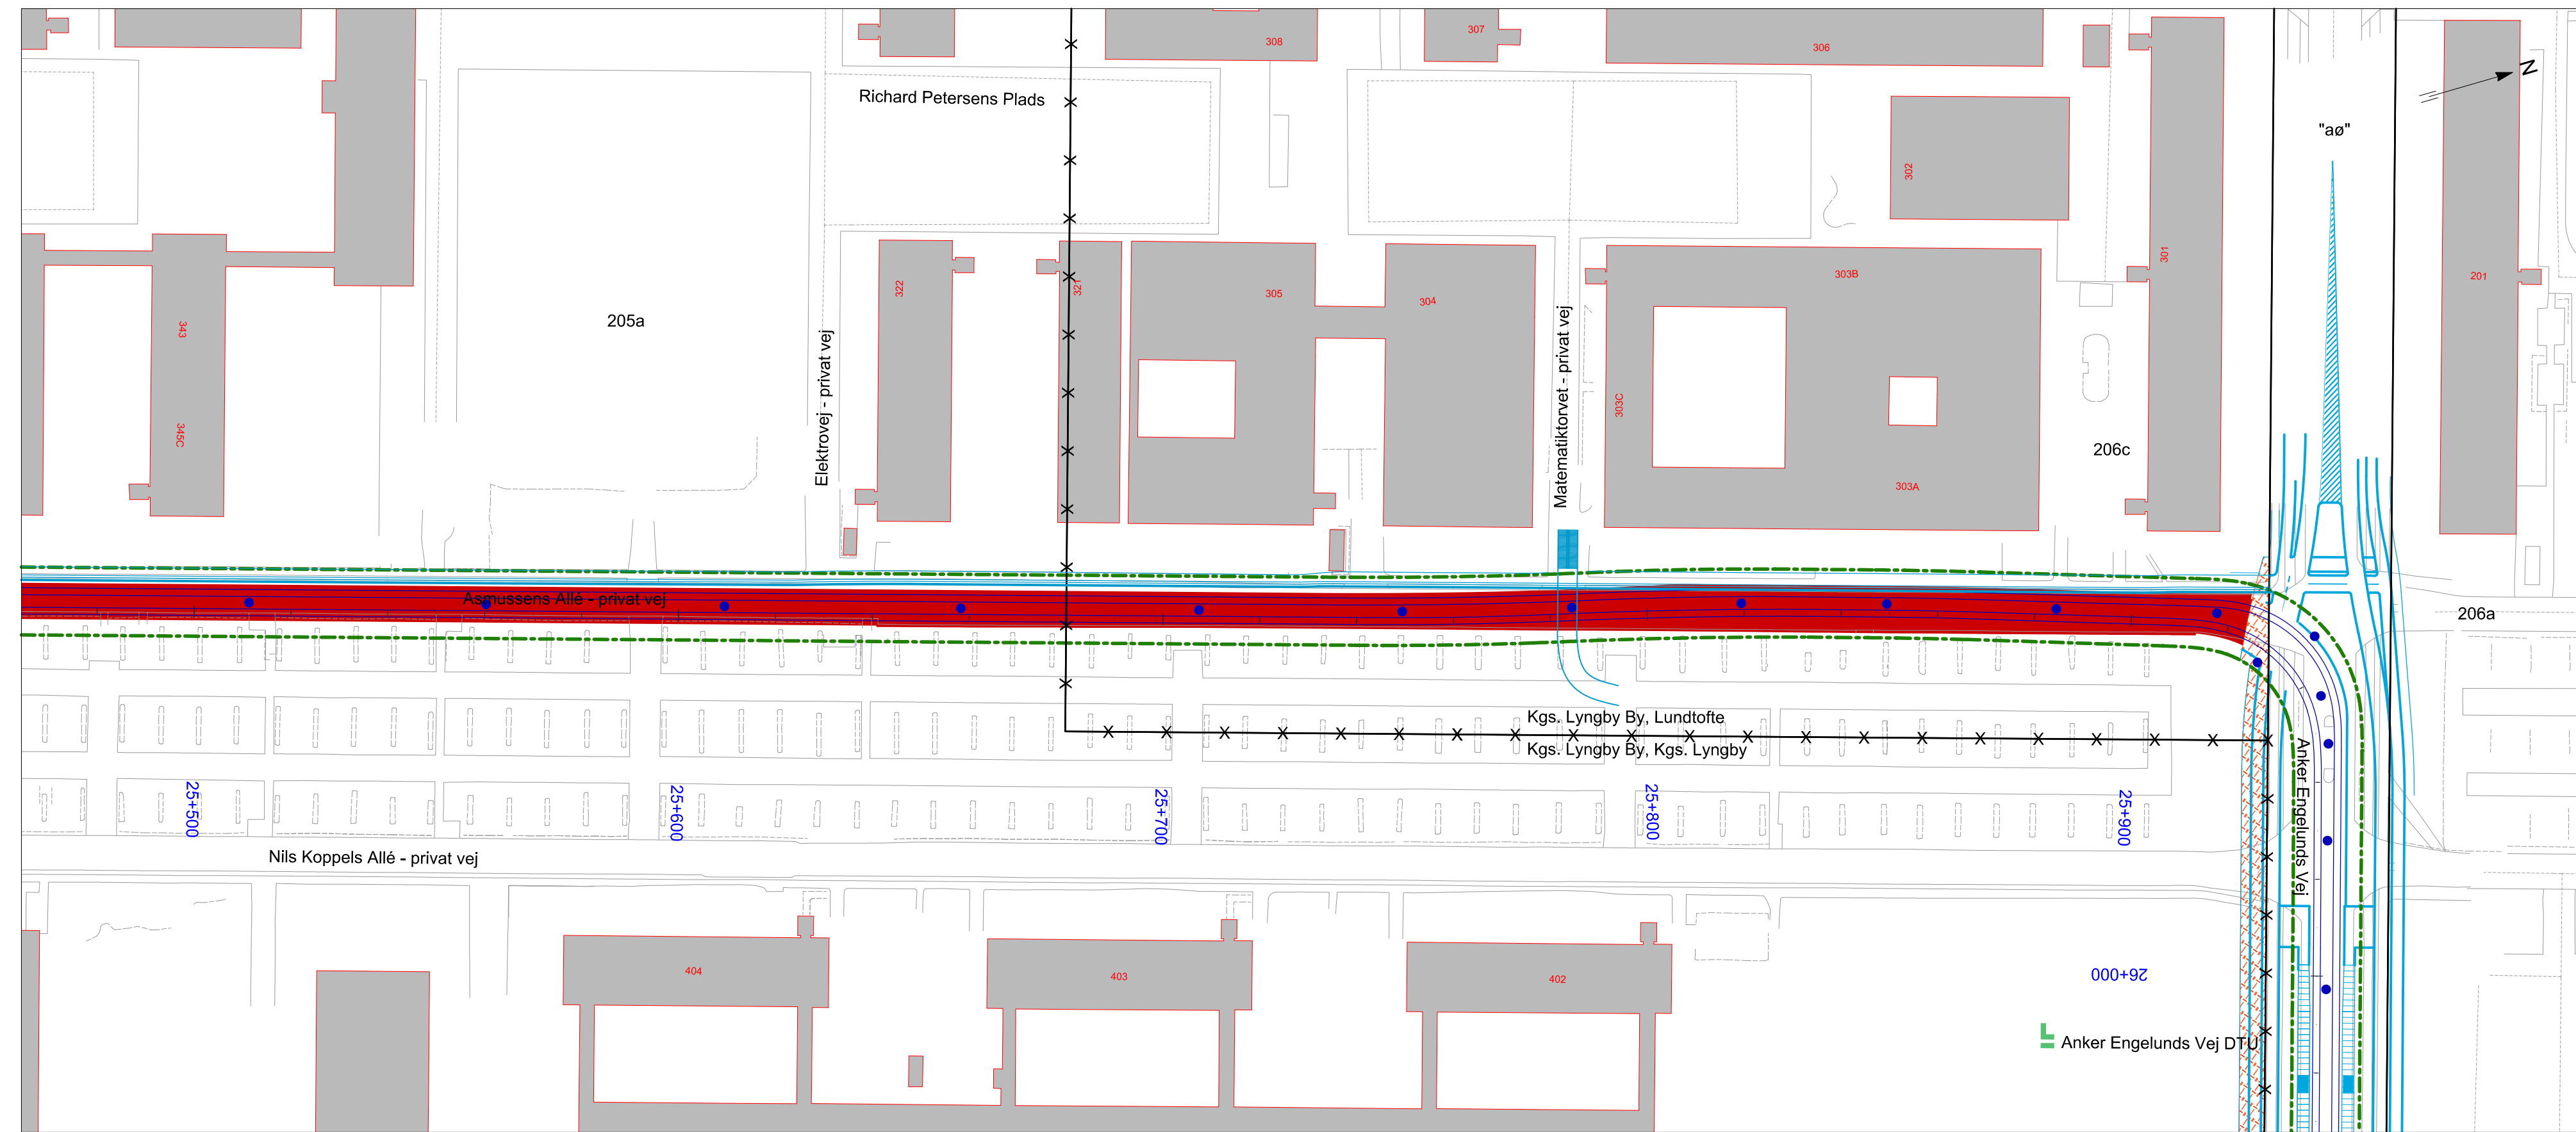 308
307
306
N
Richard Petersens Plads
"aø"
302
301
201
303B
322
321
305
304
343
205a
Elektrovej - privat vej
Matematiktorvet - privat vej
303C
345C
206c
303A
Asmussens Allé - privat vej
206a
Kgs. Lyngby By, Lundtofte
Kgs. Lyngby By, Kgs. Lyngby
25+500
25+600
25+700
25+800
25+900
Anker Engelunds Vej
Nils Koppels Allé - privat vej
404
403
402
26+000
Anker Engelunds Vej DTU